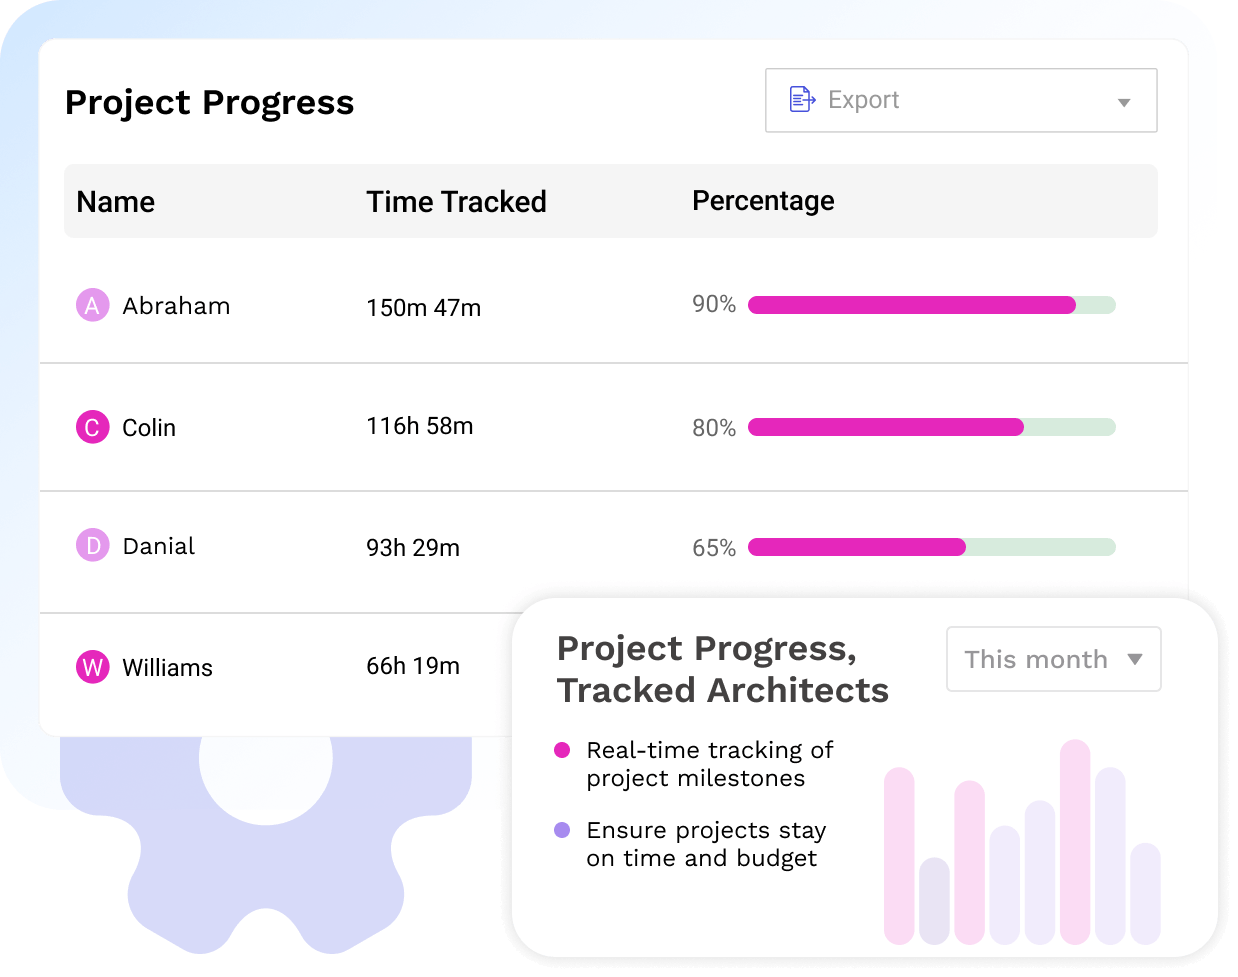 Project Progress
Export
Name Time Tracked Percentage
A Abraham 150m 47m 90%
C Colin 116h 58m 80%
D Danial 93h 29m 65%
W Williams 66h 19m
Project Progress,
Tracked Architects
This month
Real-time tracking of
project milestones
Ensure projects stay
on time and budget